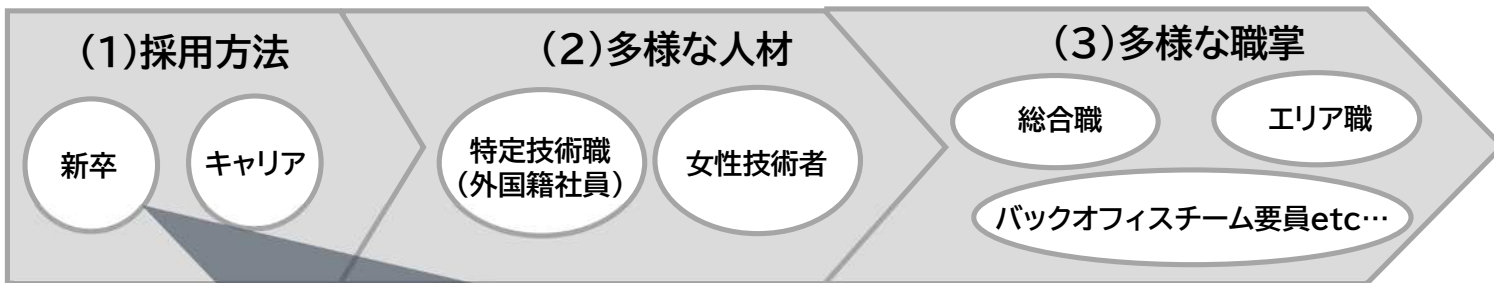 (1)採用方法
新卒
キャリア
(2)多様な人材
特定技術職
(外国籍社員)
女性技術者
(3)多様な職掌
総合職
エリア職
バックオフィスチーム要員etc…